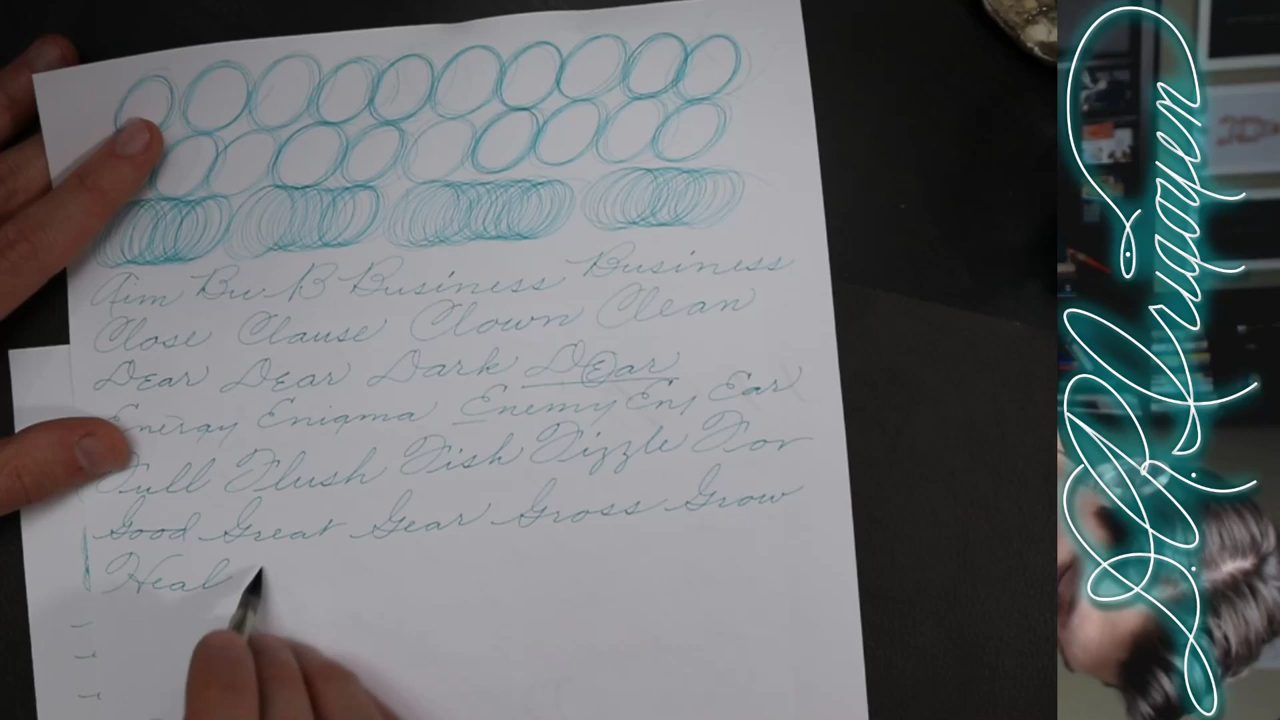 Aim Bu B Business Business
Close Clause Clown Clean
Dear Dear Dark Dear
Energy Enigma Enemy En Ear
Full Flush Fish Fizzle For
Good Great Gear Gross Grow
Heal